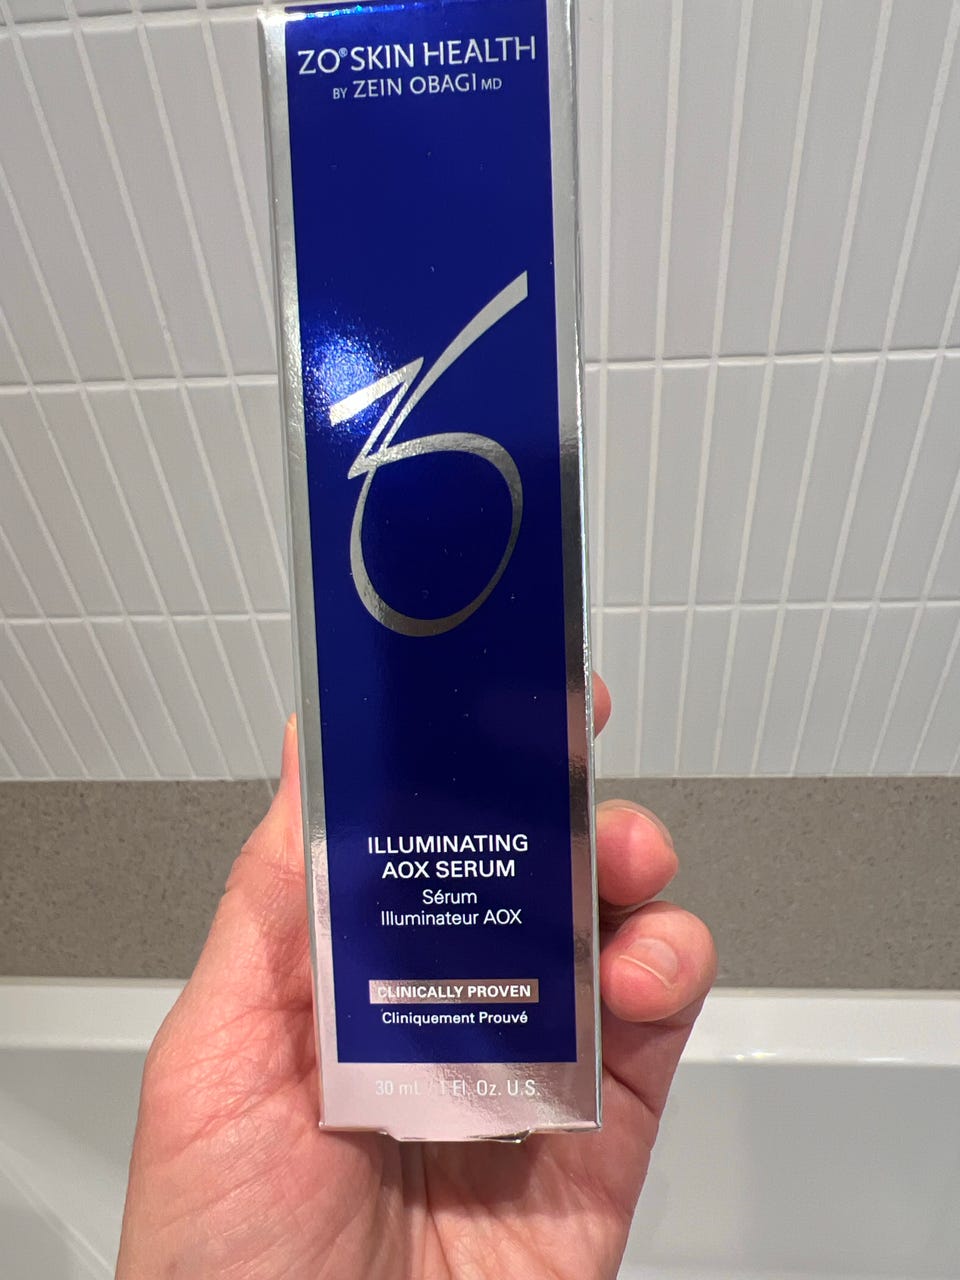 ZO® SKIN HEALTH
BY ZEIN OBAGI MD
ILLUMINATING
AOX SERUM
Sérum
Illuminateur AOX
CLINICALLY PROVEN
Cliniquement Prouvé
30 mL / 1 Fl. Oz. U.S.